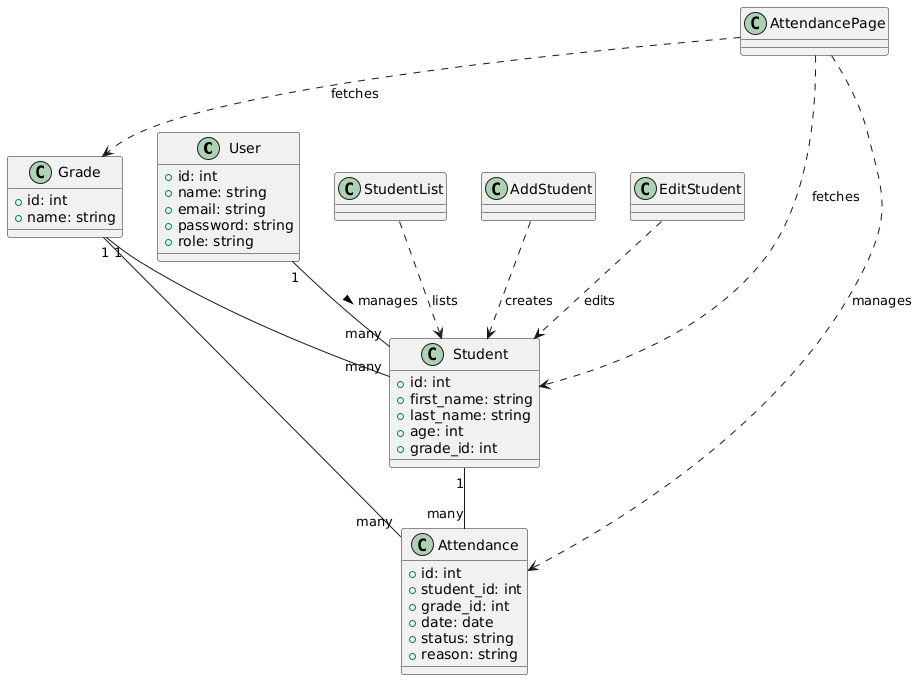 C AttendancePage
fetches
C Grade
id: int
name: string
C User
id: int
name: string
email: string
password: string
role: string
C StudentList
C AddStudent
C EditStudent
fetches
1 1
1
manages
lists
creates
edits
manages
many
many
C Student
id: int
first_name: string
last_name: string
age: int
grade_id: int
1
many
many
C Attendance
id: int
student_id: int
grade_id: int
date: date
status: string
reason: string